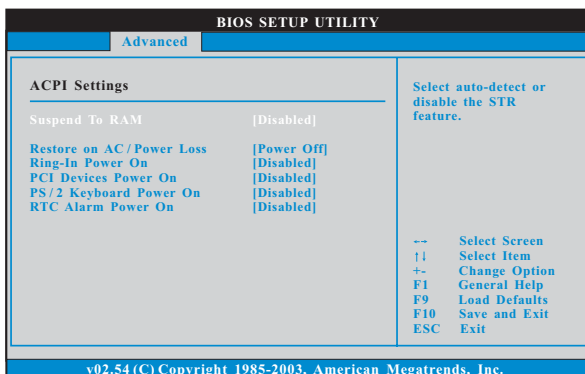 BIOS SETUP UTILITY
Advanced
ACPI Settings
Suspend To RAM [Disabled]
Restore on AC / Power Loss [Power Off]
Ring-In Power On [Disabled]
PCI Devices Power On [Disabled]
PS / 2 Keyboard Power On [Disabled]
RTC Alarm Power On [Disabled]
Select auto-detect or
disable the STR
feature.
←→ Select Screen
↑↓ Select Item
+- Change Option
F1 General Help
F9 Load Defaults
F10 Save and Exit
ESC Exit
v02.54 (C) Copyright 1985-2003, American Megatrends, Inc.